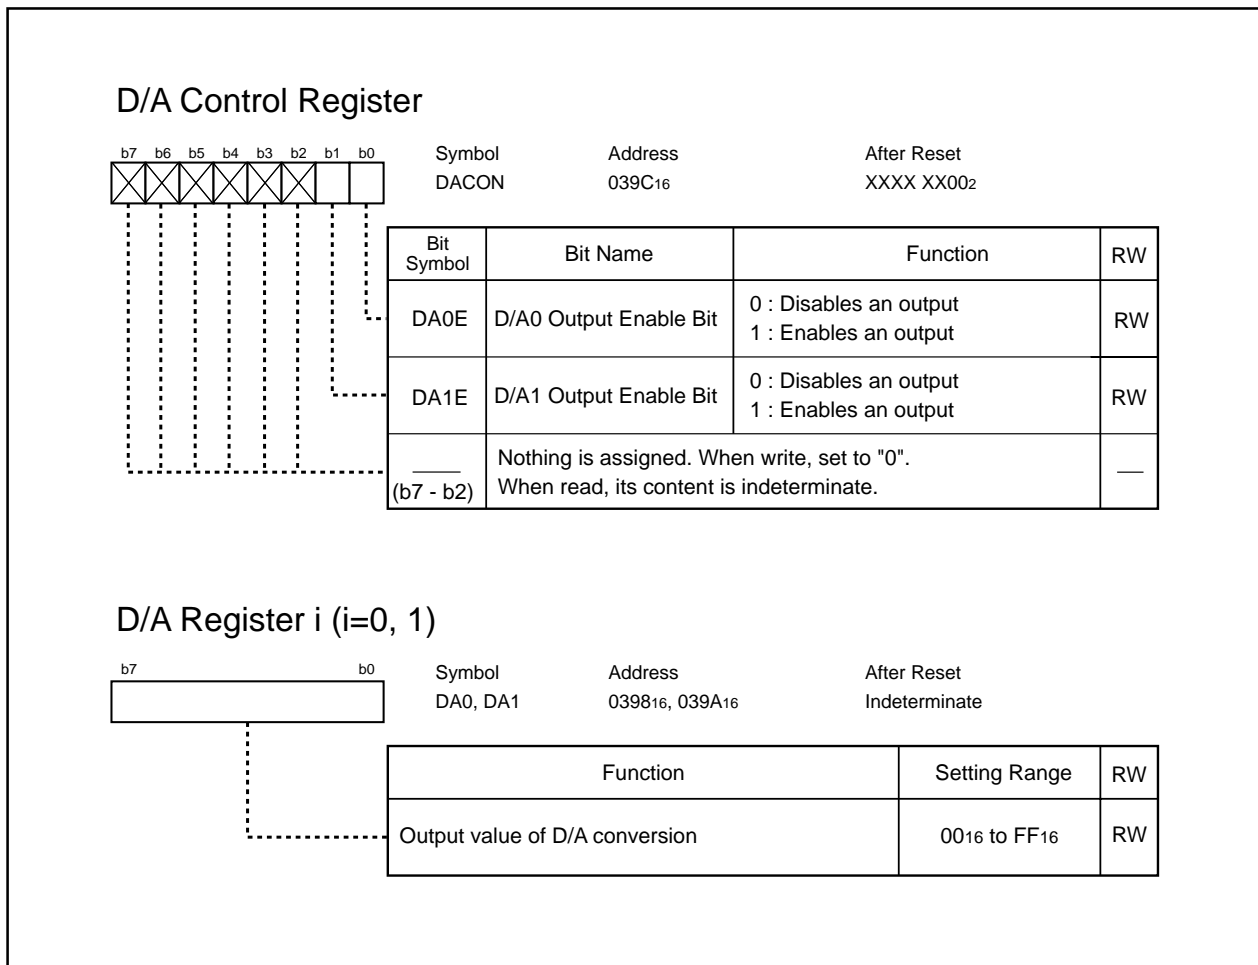 D/A Control Register
b7 b6 b5 b4 b3 b2 b1 b0
Symbol Address After Reset
DACON 039C16 XXXX XX002
Bit Symbol Bit Name Function RW
DA0E D/A0 Output Enable Bit 0 : Disables an output
1 : Enables an output RW
DA1E D/A1 Output Enable Bit 0 : Disables an output
1 : Enables an output RW
(b7 - b2) Nothing is assigned. When write, set to "0".
When read, its content is indeterminate.
D/A Register i (i=0, 1)
b7 b0
Symbol Address After Reset
DA0, DA1 039816, 039A16 Indeterminate
Function Setting Range RW
Output value of D/A conversion 0016 to FF16 RW